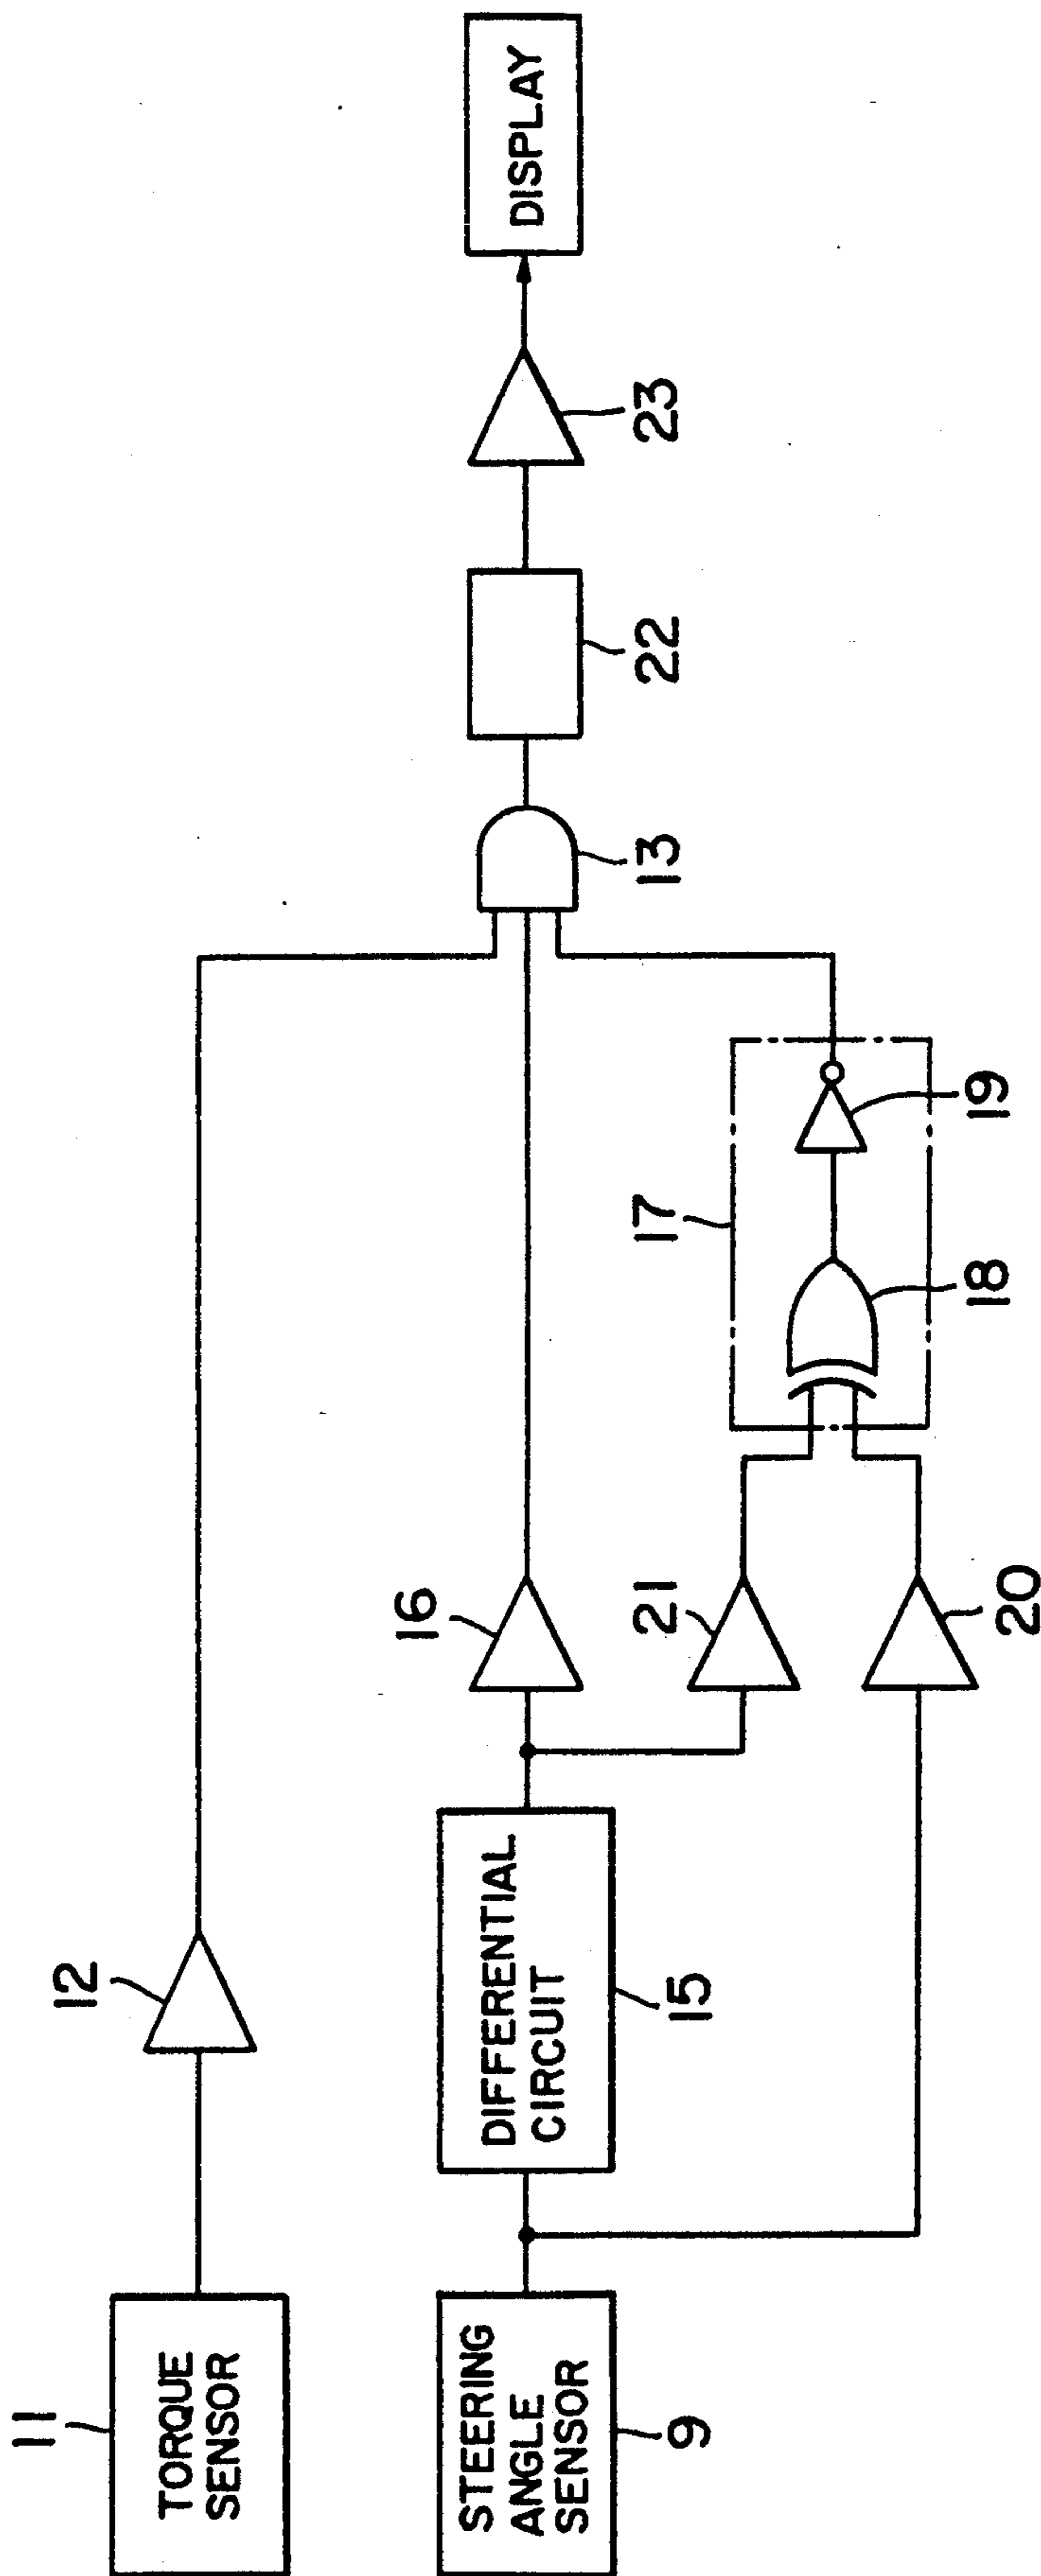 11
TORQUE
SENSOR
12
STEERING
ANGLE
SENSOR
9
DIFFERENTIAL
CIRCUIT
15
16
21
20
17
18
19
13
22
23
DISPLAY